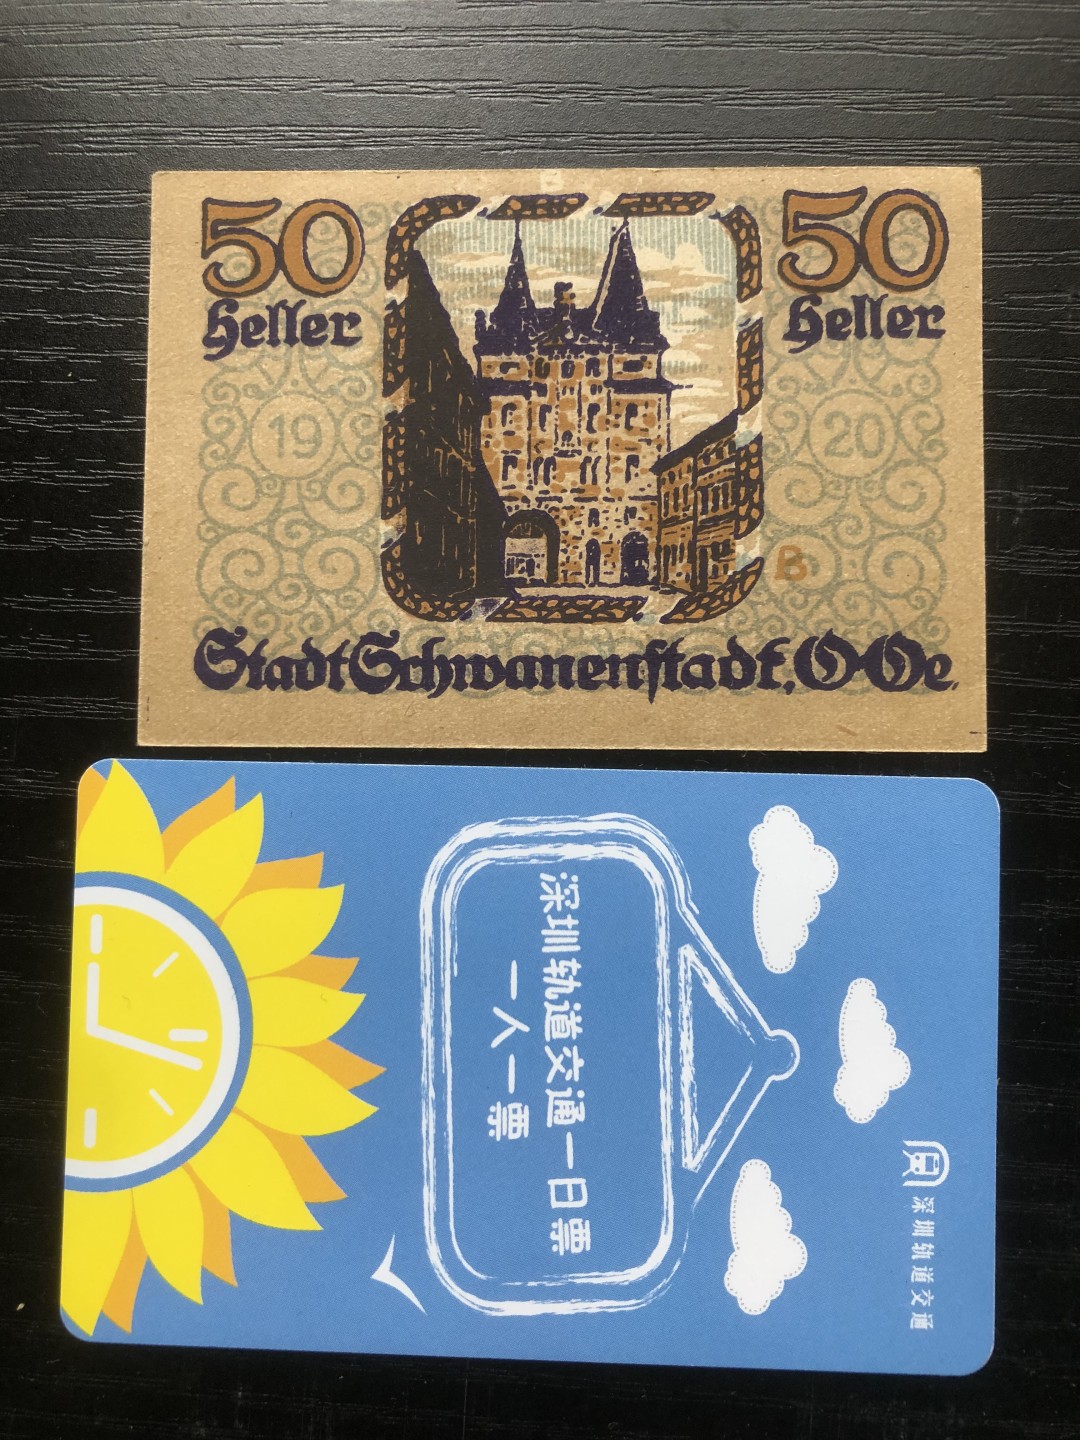 50
Heller
50
Heller
19
20
B
B
Stadt Schwanenstadt, O-Oe.
深圳轨道交通一日票
一人一票
深圳轨道交通